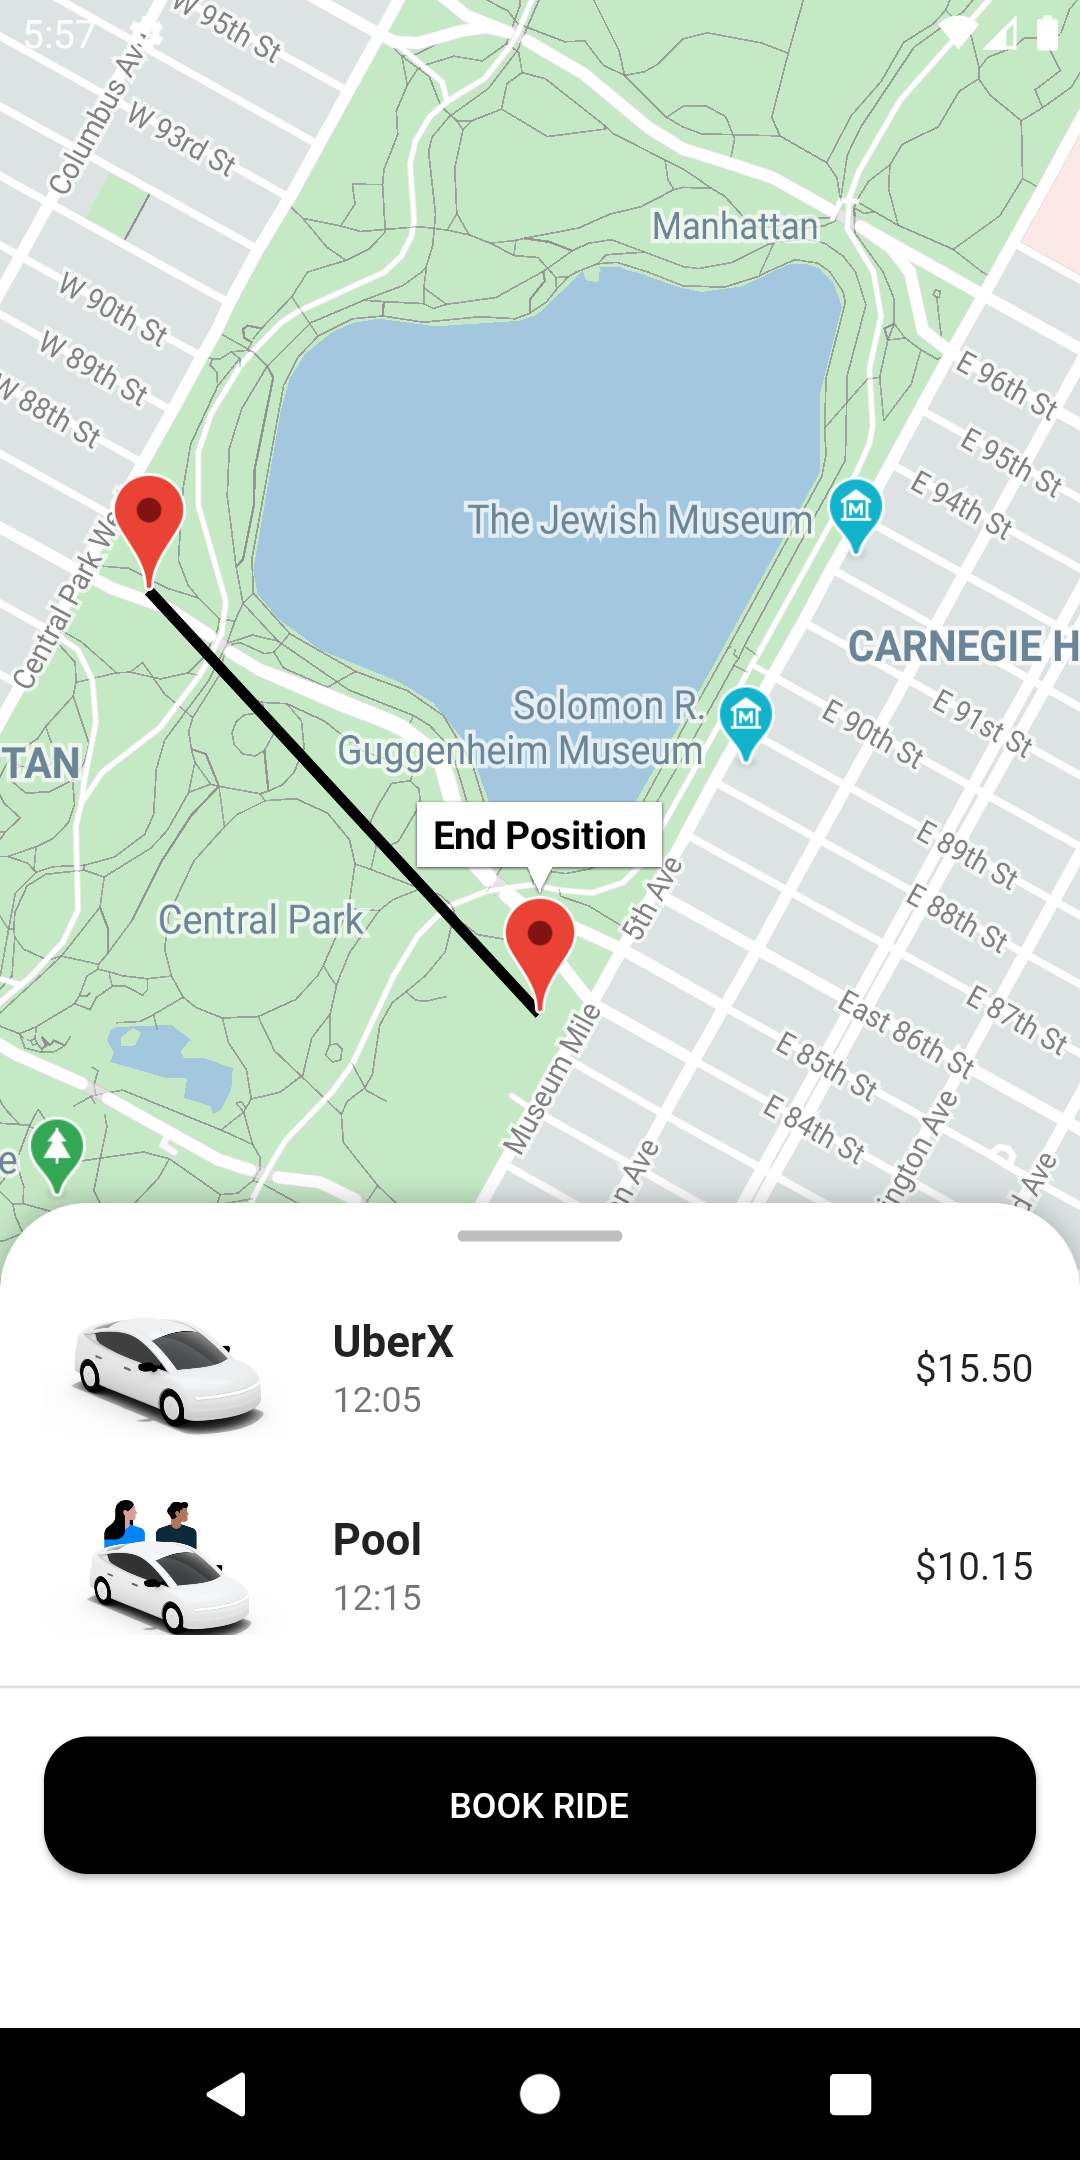 5:57
W 95th St
Columbus Ave
W 93rd St
Manhattan
W 90th St
W 89th St
W 88th St
E 96th St
E 95th St
E 94th St
The Jewish Museum
Central Park We
CARNEGIE H
Solomon R.
Guggenheim Museum
E 91st St
E 90th St
TAN
End Position
E 89th St
E 88th St
5th Ave
Central Park
E 87th St
East 86th St
E 85th St
E 84th St
Museum Mile
n Ave
ington Ave
d Ave
e
UberX
12:05
$15.50
Pool
12:15
$10.15
BOOK RIDE